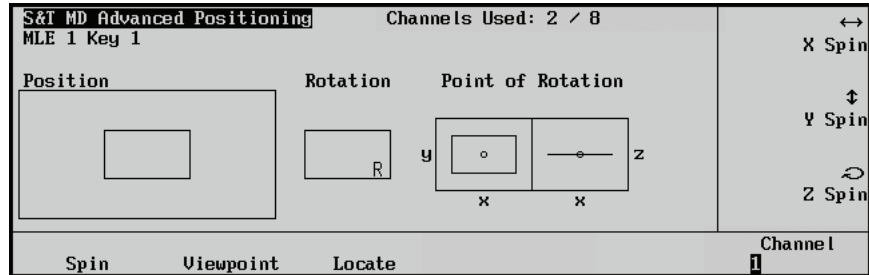 S&T MD Advanced Positioning Channels Used: 2 / 8
MLE 1 Key 1
X Spin
Position Rotation Point of Rotation
Y Spin
R y z
x x
Z Spin
Channel
Spin Viewpoint Locate 1